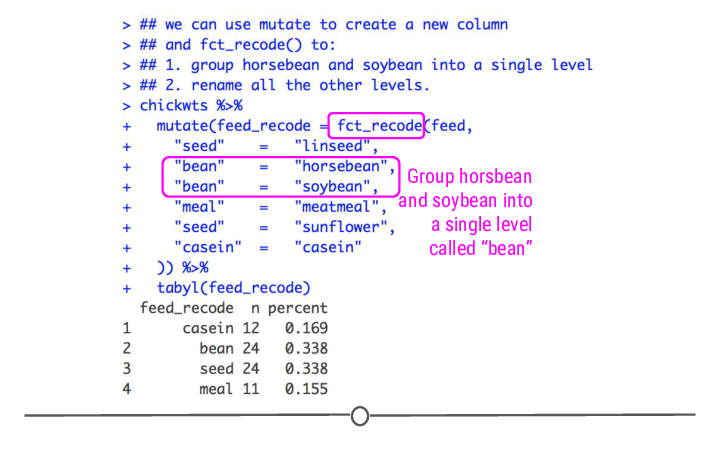 > ## we can use mutate to create a new column
> ## and fct_recode() to:
> ## 1. group horsebean and soybean into a single level
> ## 2. rename all the other levels.
> chickwts %>%
+   mutate(feed_recode = fct_recode(feed,
+     "seed"    =   "linseed",
+     "bean"    =   "horsebean",
+     "bean"    =   "soybean",
+     "meal"    =   "meatmeal",
+     "seed"    =   "sunflower",
+     "casein"  =   "casein"
+   )) %>%
+   tabyl(feed_recode)
  feed_recode  n percent
1      casein 12   0.169
2        bean 24   0.338
3        seed 24   0.338
4        meal 11   0.155
Group horsbean
and soybean into
a single level
called “bean”